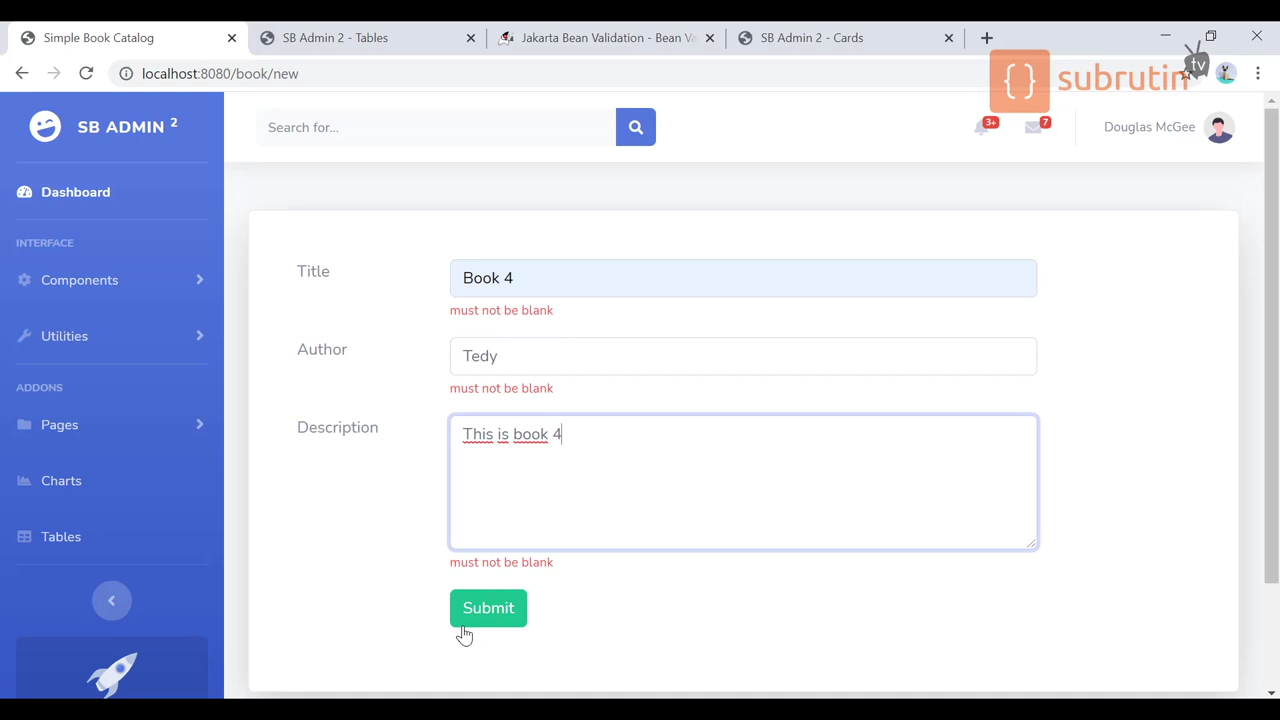 Simple Book Catalog
SB Admin 2 - Tables
Jakarta Bean Validation - Bean Va
SB Admin 2 - Cards
localhost:8080/book/new
{} subrutin tv
SB ADMIN 2
Search for...
3+
7
Douglas McGee
Dashboard
INTERFACE
Components
Utilities
ADDONS
Pages
Charts
Tables
Title
Book 4
must not be blank
Author
Tedy
must not be blank
Description
This is book 4
must not be blank
Submit